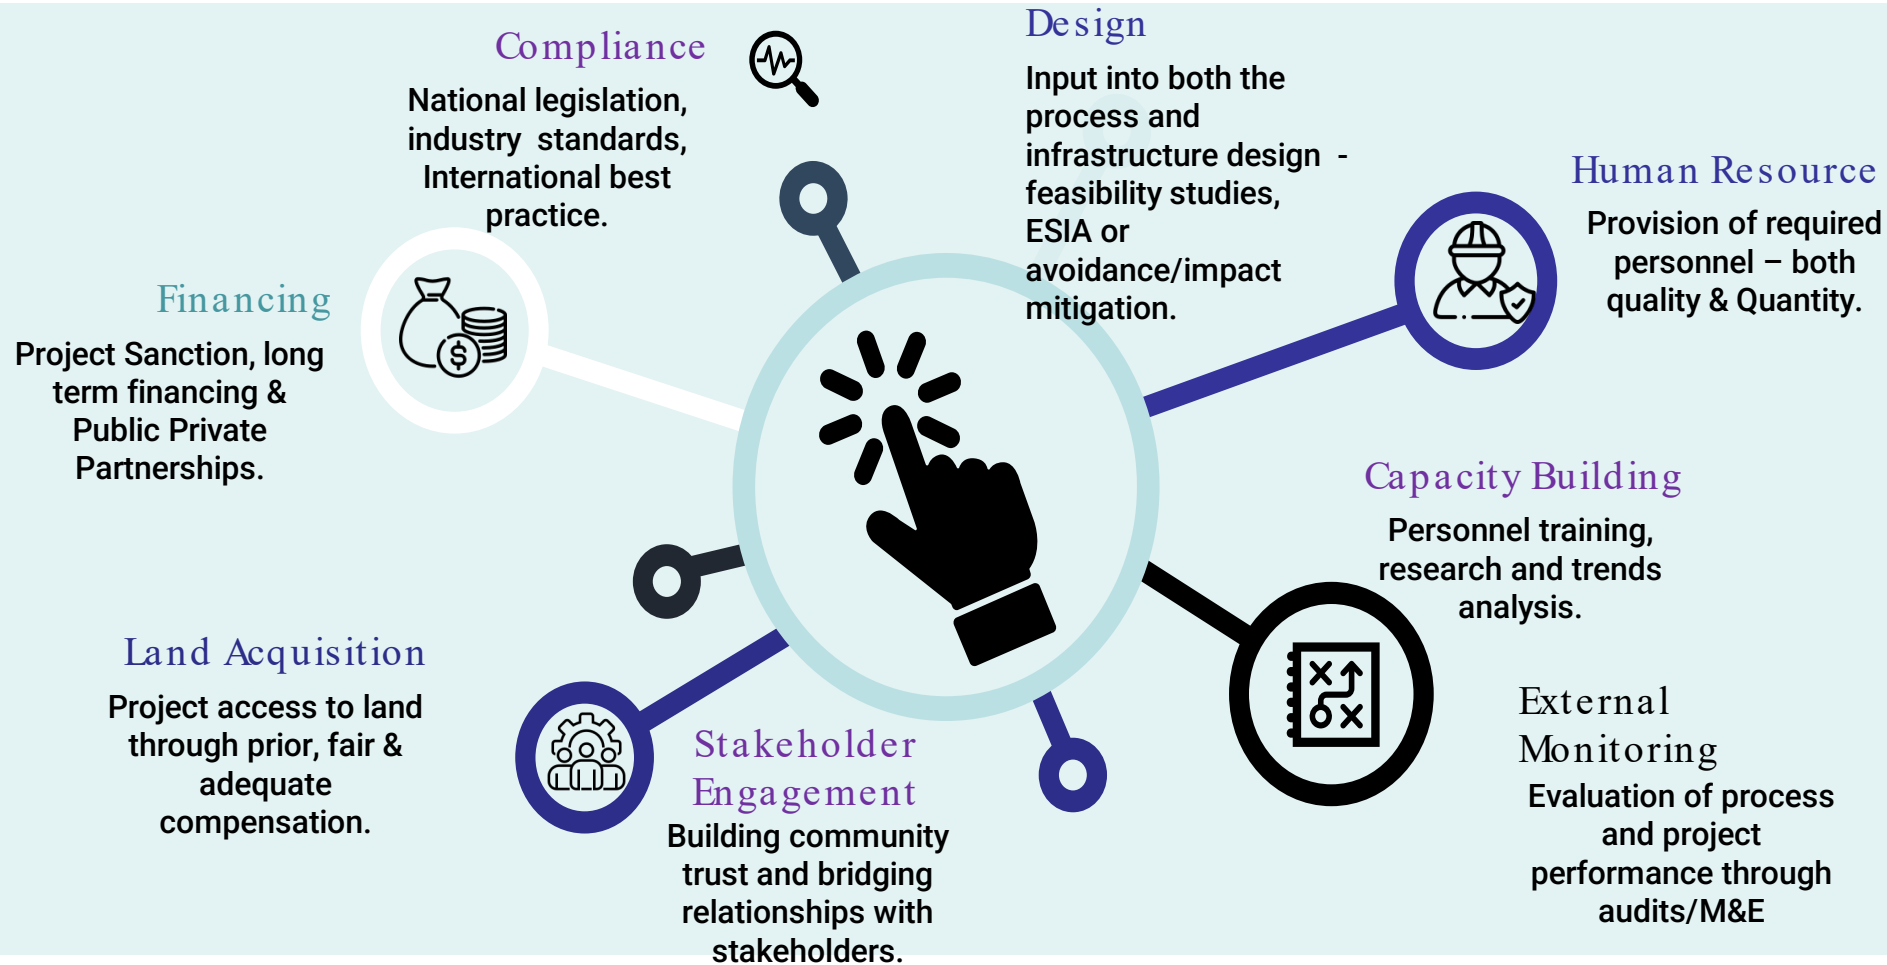 Compliance
National legislation,
industry standards,
International best
practice.
Design
Input into both the
process and
infrastructure design -
feasibility studies,
ESIA or
avoidance/impact
mitigation.
Human Resource
Provision of required
personnel – both
quality & Quantity.
Financing
Project Sanction, long
term financing &
Public Private
Partnerships.
$
Capacity Building
Personnel training,
research and trends
analysis.
Land Acquisition
Project access to land
through prior, fair &
adequate
compensation.
Stakeholder
Engagement
Building community
trust and bridging
relationships with
stakeholders.
External
Monitoring
Evaluation of process
and project
performance through
audits/M&E